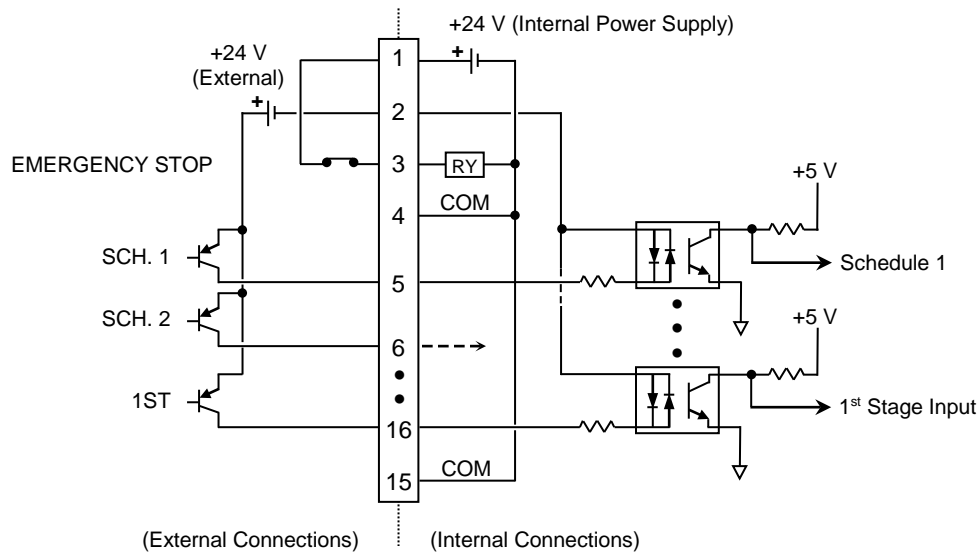 +24 V (Internal Power Supply)
+24 V
(External)
+
+
1
2
EMERGENCY STOP
3
RY
COM
4
+5 V
SCH. 1
5
Schedule 1
SCH. 2
6
+5 V
1ST
1st Stage Input
16
COM
15
(External Connections)
(Internal Connections)